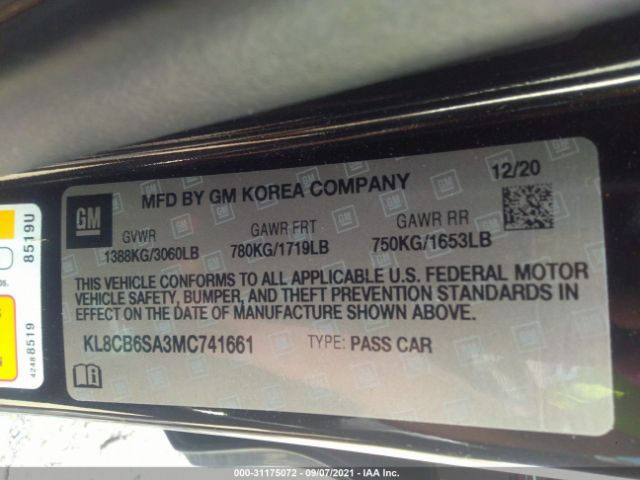 MFD BY GM KOREA COMPANY
12/20
GM
GVWR
1388KG/3060LB
GAWR FRT
780KG/1719LB
GAWR RR
750KG/1653LB
THIS VEHICLE CONFORMS TO ALL APPLICABLE U.S. FEDERAL MOTOR
VEHICLE SAFETY, BUMPER, AND THEFT PREVENTION STANDARDS IN
EFFECT ON THE DATE OF MANUFACTURE SHOWN ABOVE.
KL8CB6SA3MC741661
TYPE: PASS CAR
8519U
42488519
000-31175072 - 09/07/2021 - IAA Inc.